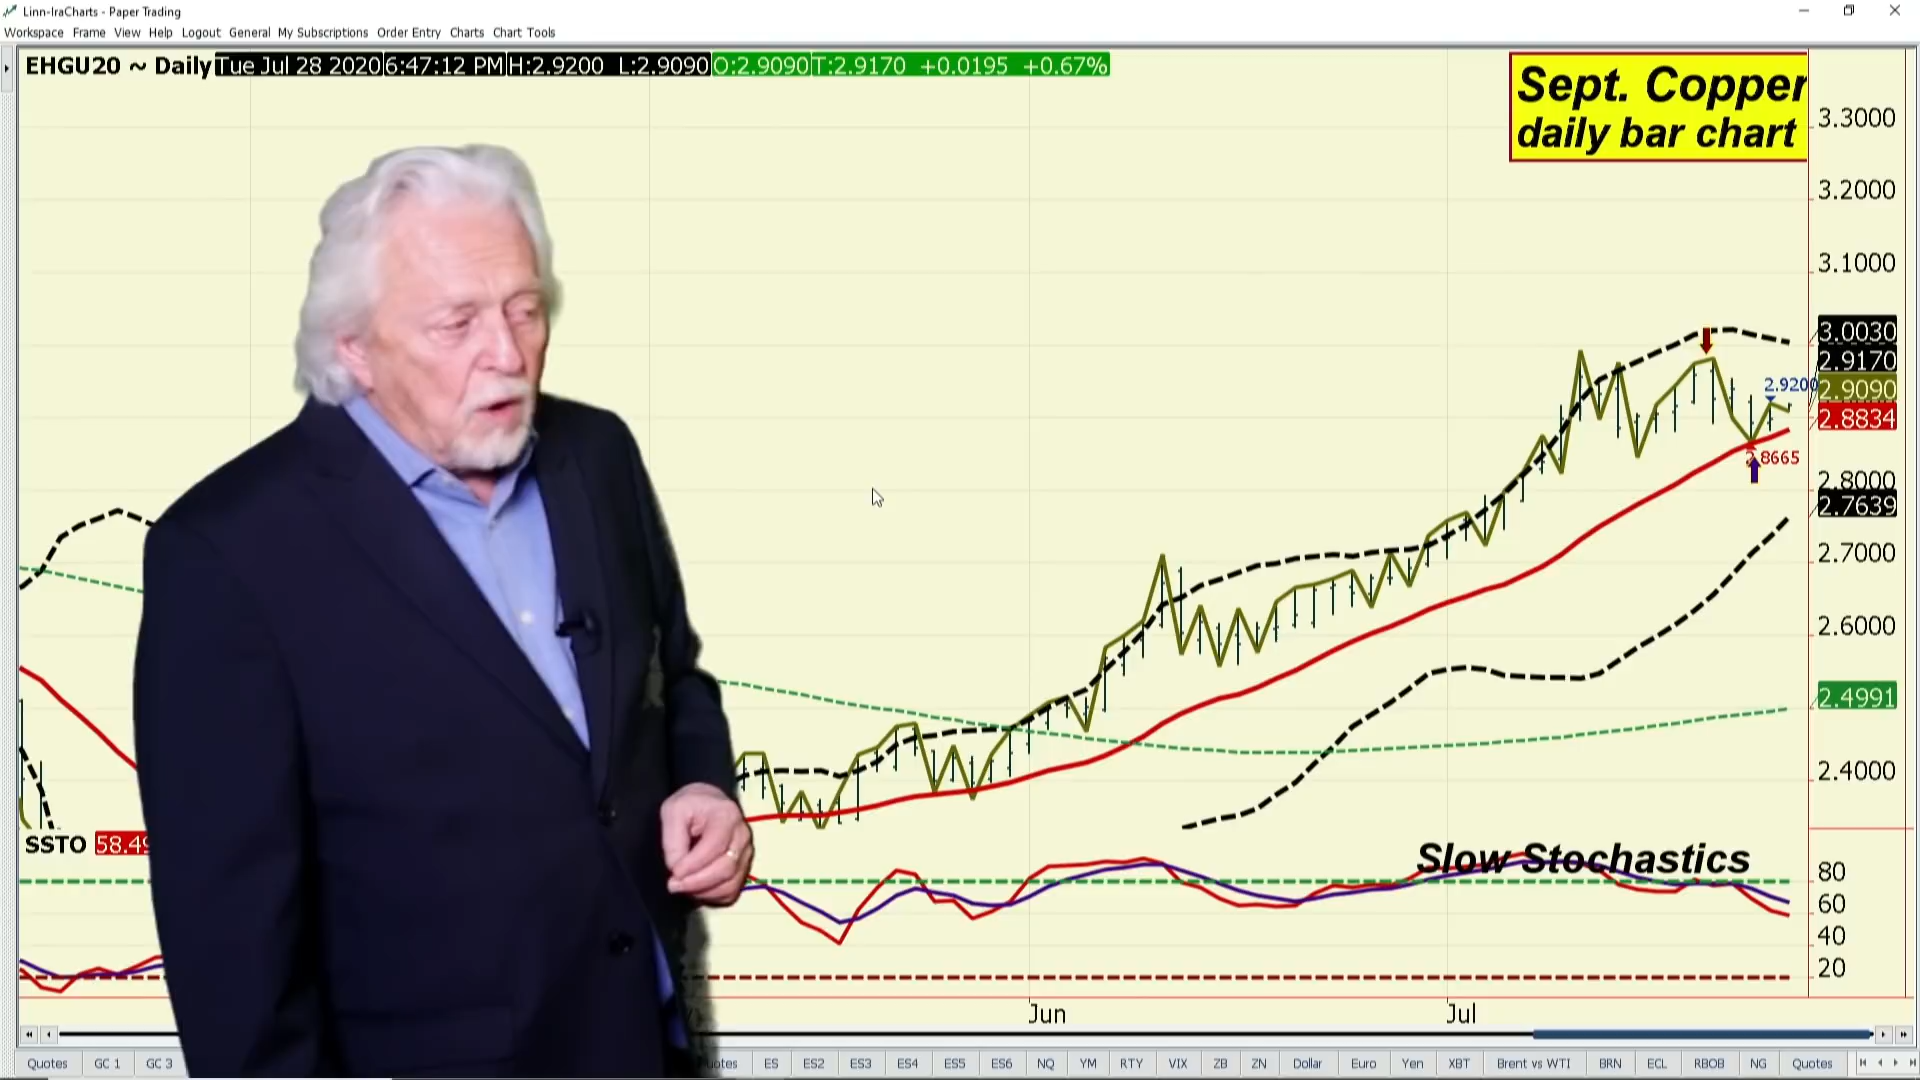 Linn-IraCharts - Paper Trading
Workspace Frame View Help Logout General My Subscriptions Order Entry Charts Chart Tools
EHGU20 ~ Daily Tue Jul 28 2020 6:47:12 PM H:2.9200 L:2.9090 O:2.9090 T:2.9170 +0.0195 +0.67%
Sept. Copper
daily bar chart
3.3000
3.2000
3.1000
3.0030
2.9170
2.9200
2.9090
2.8834
2.8665
2.8000
2.7639
2.7000
2.6000
2.4991
2.4000
SSTO 58.49
Slow Stochastics
80
60
40
20
Jun Jul
Quotes GC 1 GC 3 ES ES2 ES3 ES4 ES5 ES6 NQ YM RTY VIX ZB ZN Dollar Euro Yen XBT Brent vs WTI BRN ECL RBOB NG Quotes